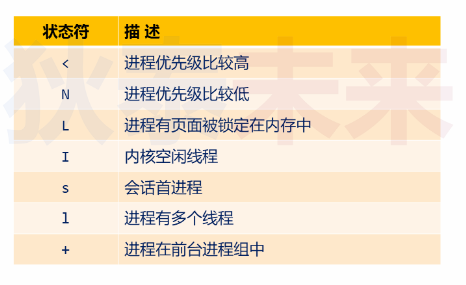 状态符 描 述
< 进程优先级比较高
N 进程优先级比较低
L 进程有页面被锁定在内存中
I 内核空闲线程
s 会话首进程
l 进程有多个线程
+ 进程在前台进程组中